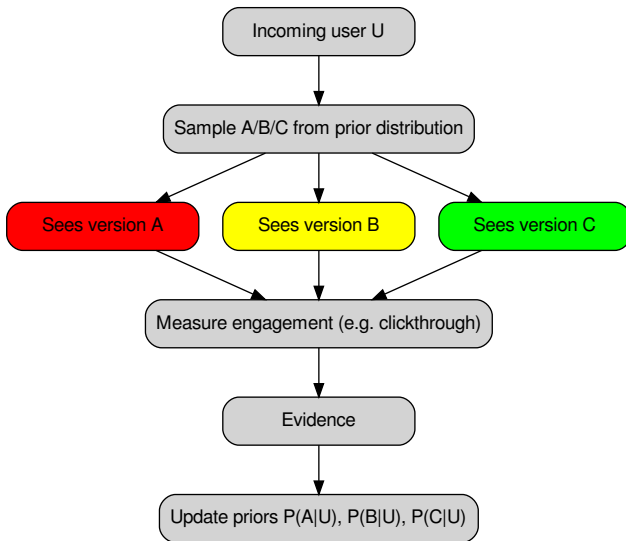 Incoming user U
Sample A/B/C from prior distribution
Sees version A
Sees version B
Sees version C
Measure engagement (e.g. clickthrough)
Evidence
Update priors P(A|U), P(B|U), P(C|U)